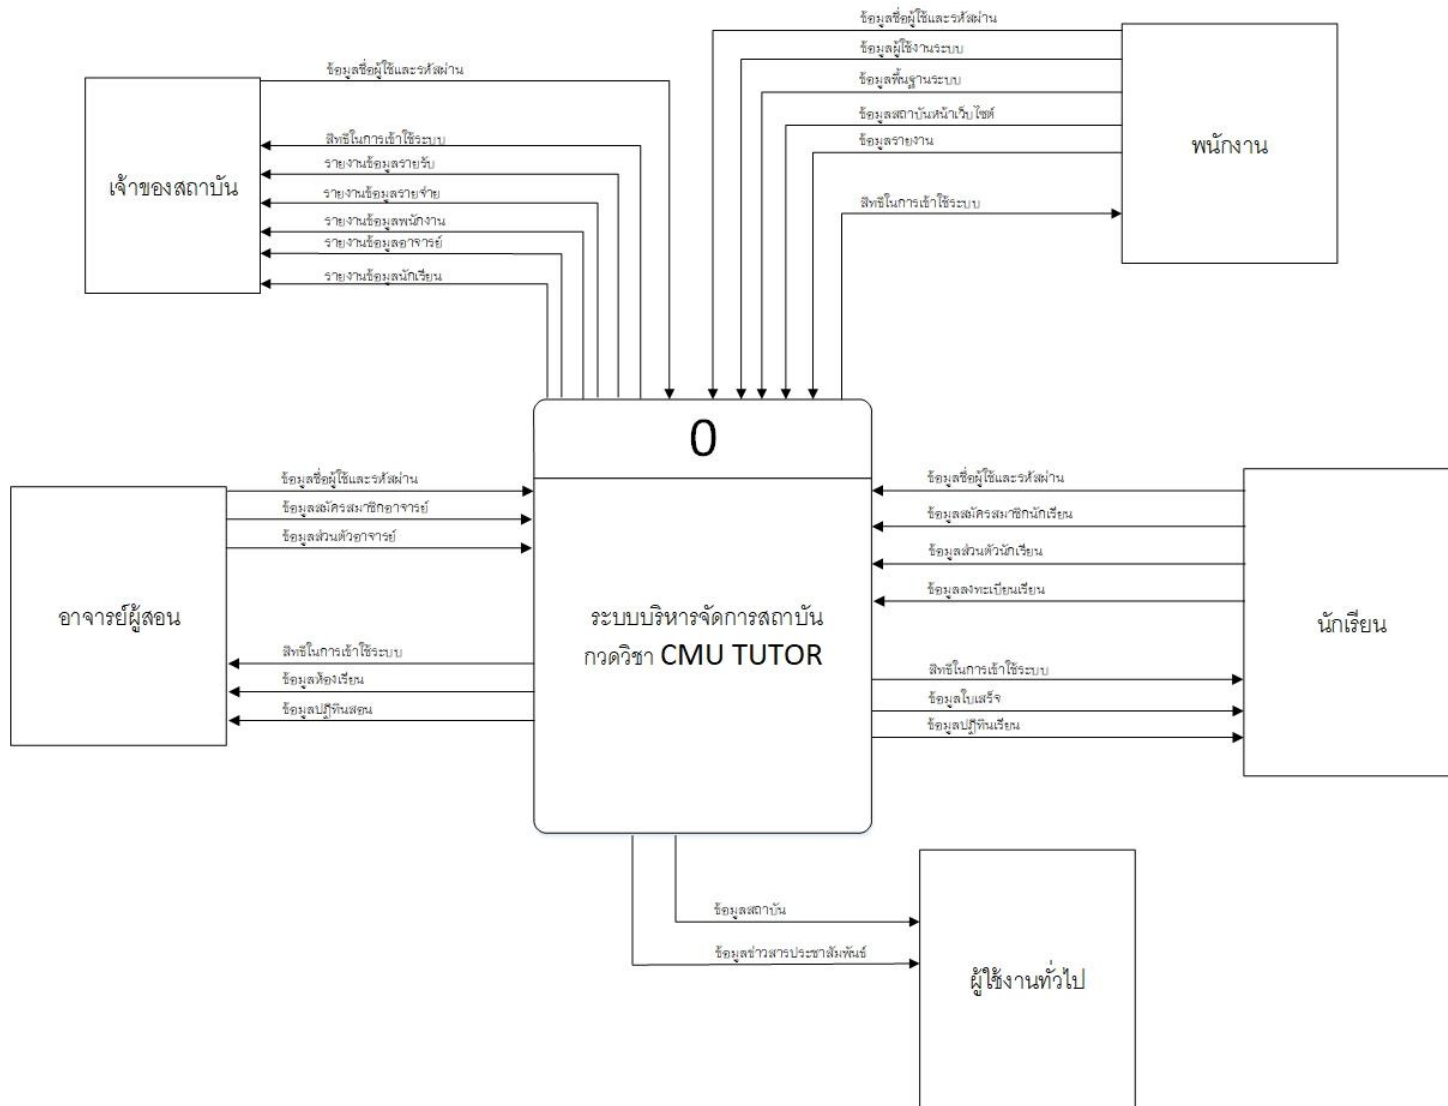 ข้อมูลชื่อผู้ใช้และรหัสผ่าน
สิทธิในการเข้าใช้ระบบ
รายงานข้อมูลรายรับ
รายงานข้อมูลรายจ่าย
รายงานข้อมูลพนักงาน
รายงานข้อมูลอาจารย์
รายงานข้อมูลนักเรียน
เจ้าของสถาบัน
ข้อมูลชื่อผู้ใช้และรหัสผ่าน
ข้อมูลผู้ใช้งานระบบ
ข้อมูลพื้นฐานระบบ
ข้อมูลสถาบันหน้าเว็บไซต์
ข้อมูลรายงาน
สิทธิในการเข้าใช้ระบบ
พนักงาน
0
ระบบบริหารจัดการสถาบัน
กวดวิชา CMU TUTOR
ข้อมูลชื่อผู้ใช้และรหัสผ่าน
ข้อมูลสมัครสมาชิกอาจารย์
ข้อมูลส่วนตัวอาจารย์
อาจารย์ผู้สอน
สิทธิในการเข้าใช้ระบบ
ข้อมูลห้องเรียน
ข้อมูลปฏิทินสอน
ข้อมูลชื่อผู้ใช้และรหัสผ่าน
ข้อมูลสมัครสมาชิกนักเรียน
ข้อมูลส่วนตัวนักเรียน
ข้อมูลลงทะเบียนเรียน
นักเรียน
สิทธิในการเข้าใช้ระบบ
ข้อมูลใบเสร็จ
ข้อมูลปฏิทินเรียน
ข้อมูลสถาบัน
ข้อมูลข่าวสารประชาสัมพันธ์
ผู้ใช้งานทั่วไป